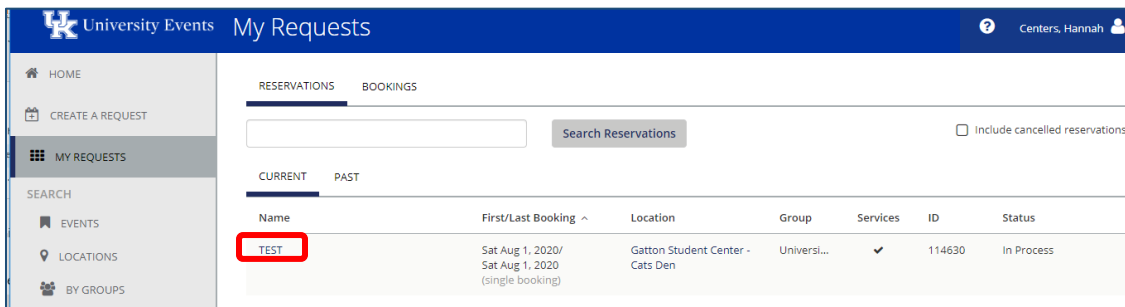 UK University Events My Requests ? Centers, Hannah
HOME
CREATE A REQUEST
MY REQUESTS
SEARCH
EVENTS
LOCATIONS
BY GROUPS
RESERVATIONS BOOKINGS
Search Reservations Include cancelled reservations
CURRENT PAST
Name First/Last Booking Location Group Services ID Status
TEST Sat Aug 1, 2020/ Gatton Student Center - Universi... ✔ 114630 In Process
Sat Aug 1, 2020 Cats Den
(single booking)